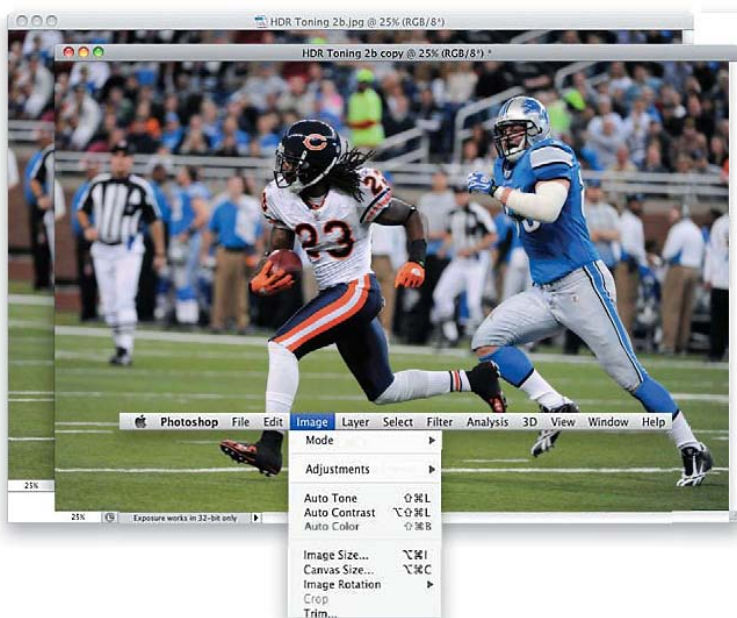 HDR Toning 2b.jpg @ 25% (RGB/8*)
HDR Toning 2b copy @ 25% (RGB/8*) *
C
23
23
Photoshop File Edit Image Layer Select Filter Analysis 3D View Window Help
Mode
Adjustments
Auto Tone ⇧⌘L
Auto Contrast ⌥⇧⌘L
Auto Color ⇧⌘B
Image Size... ⌥⌘I
Canvas Size... ⌥⌘C
Image Rotation
Crop
Trim...
25%
25% Exposure works in 32-bit only